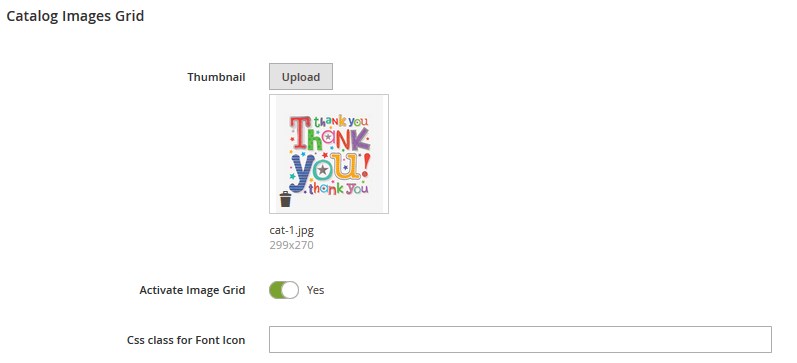 Catalog Images Grid
Thumbnail
Upload
thank you
Thank
you!
thank you
cat-1.jpg
299x270
Activate Image Grid
Yes
Css class for Font Icon